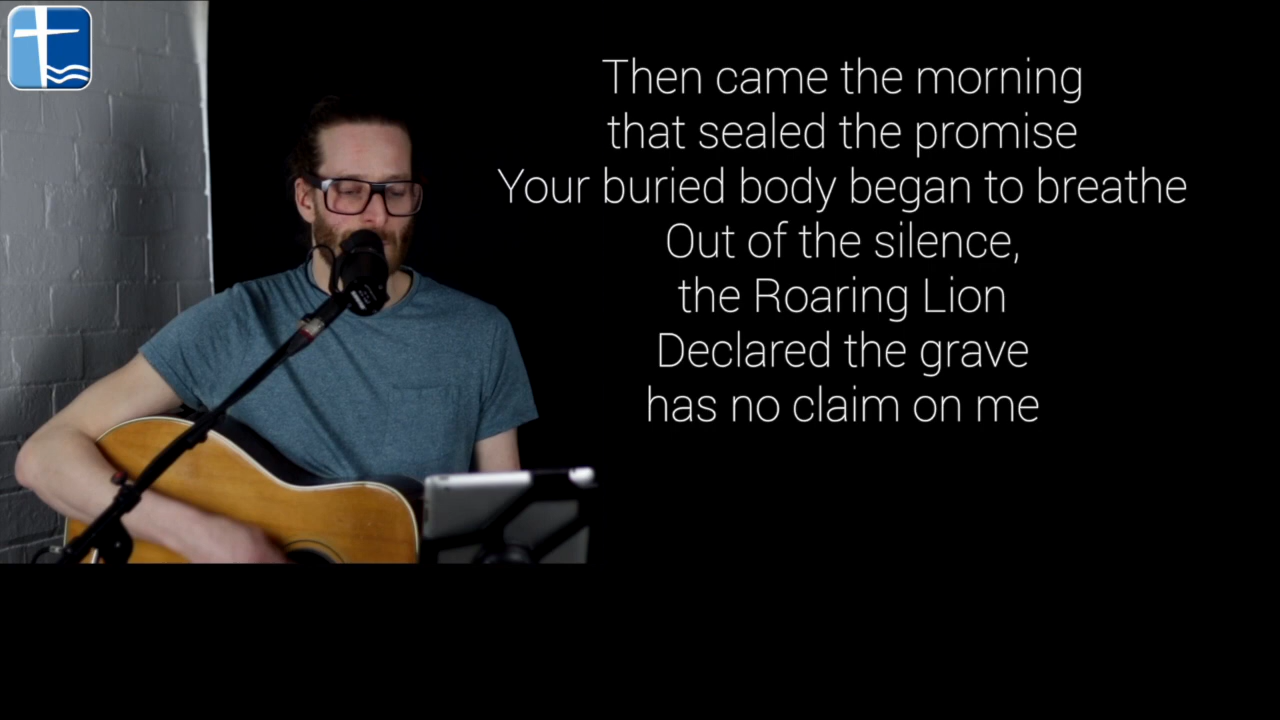 Then came the morning
that sealed the promise
Your buried body began to breathe
Out of the silence,
the Roaring Lion
Declared the grave
has no claim on me